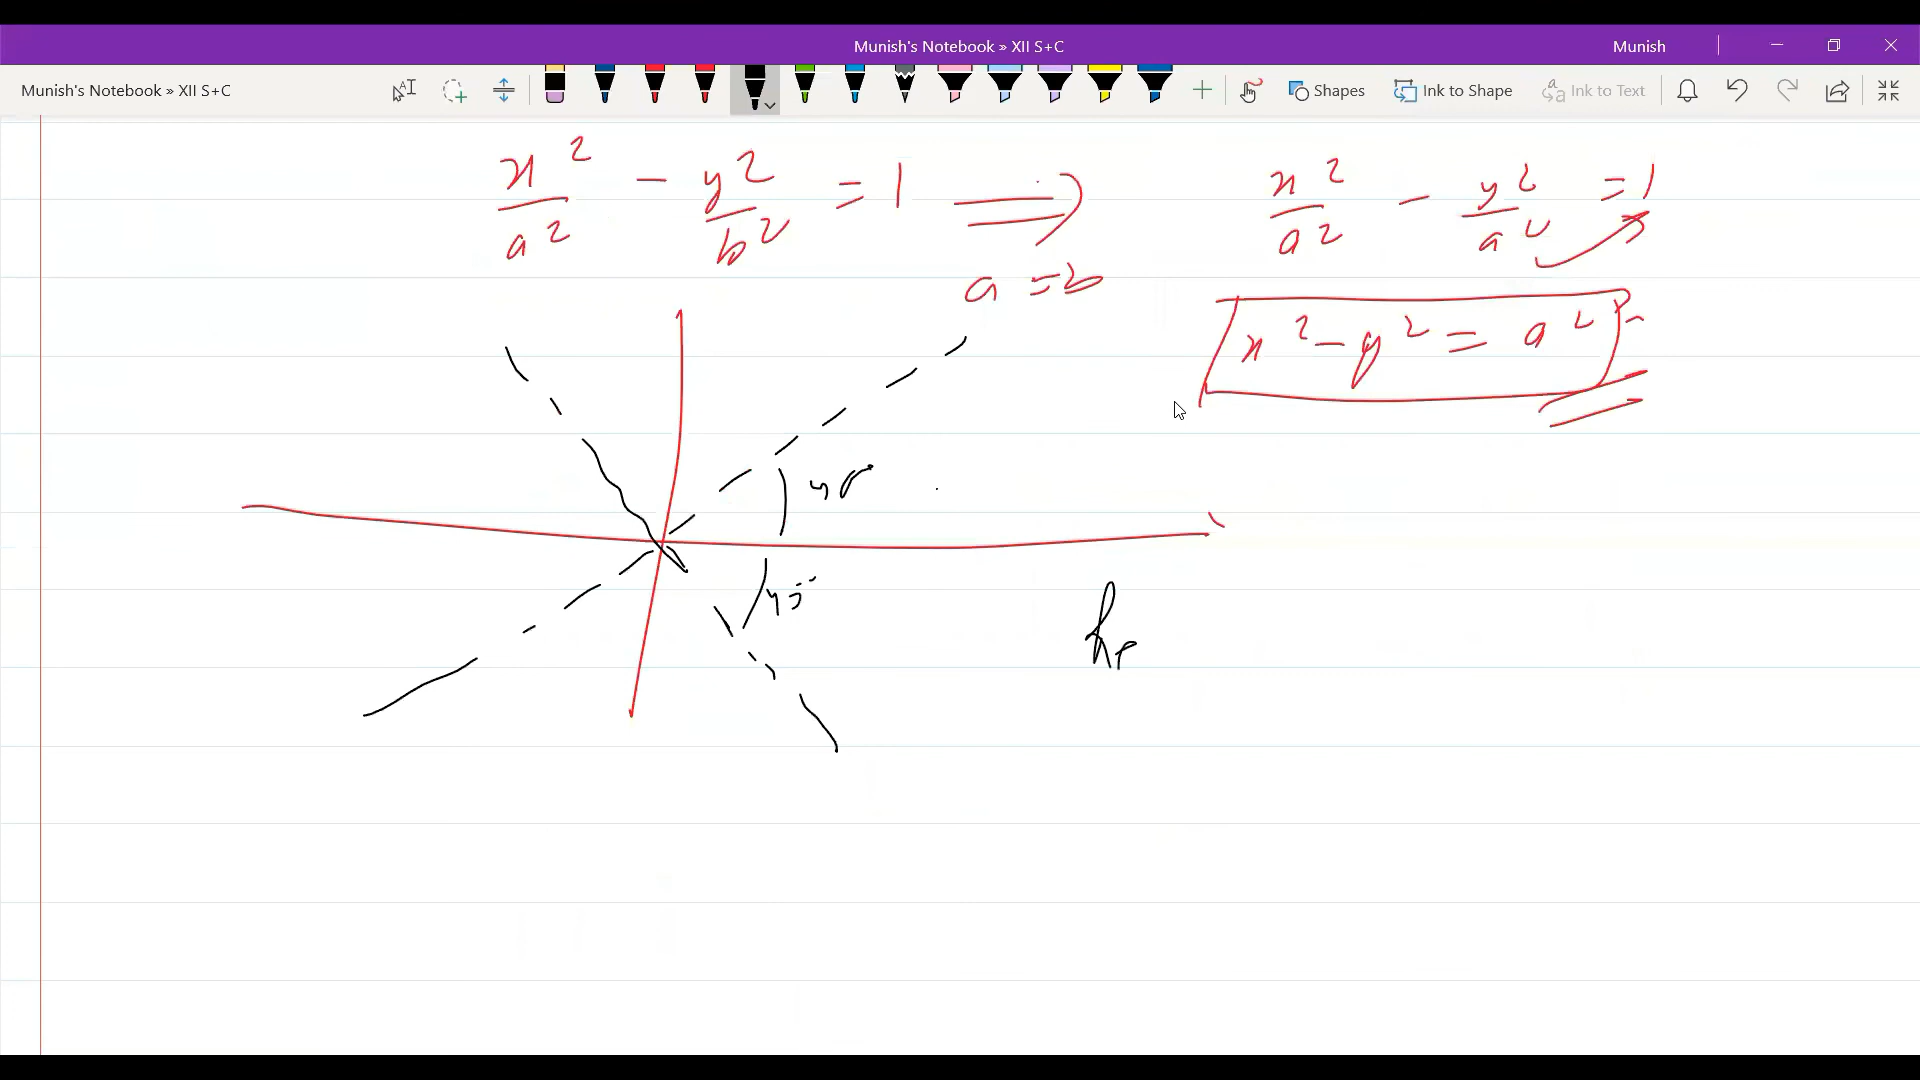 Munish's Notebook » XII S+C
Munish
Munish's Notebook » XII S+C
Shapes
Ink to Shape
Ink to Text
x²/a² - y²/b² = 1 ⟹ x²/a² - y²/a² = 1
a = b
x² - y² = a²
45°